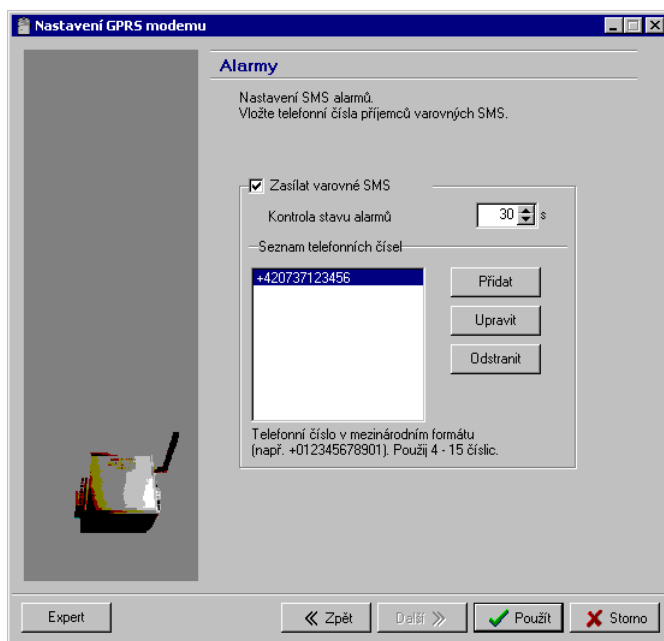 Nastavení GPRS modemu
Alarmy
Nastavení SMS alarmů.
Vložte telefonní čísla příjemců varovných SMS.
Zasílat varovné SMS
Kontrola stavu alarmů 30 s
Seznam telefonních čísel
+420737123456
Přidat
Upravit
Odstranit
Telefonní číslo v mezinárodním formátu
(např. +012345678901). Použij 4 - 15 číslic.
Expert Zpět Další Použít Storno